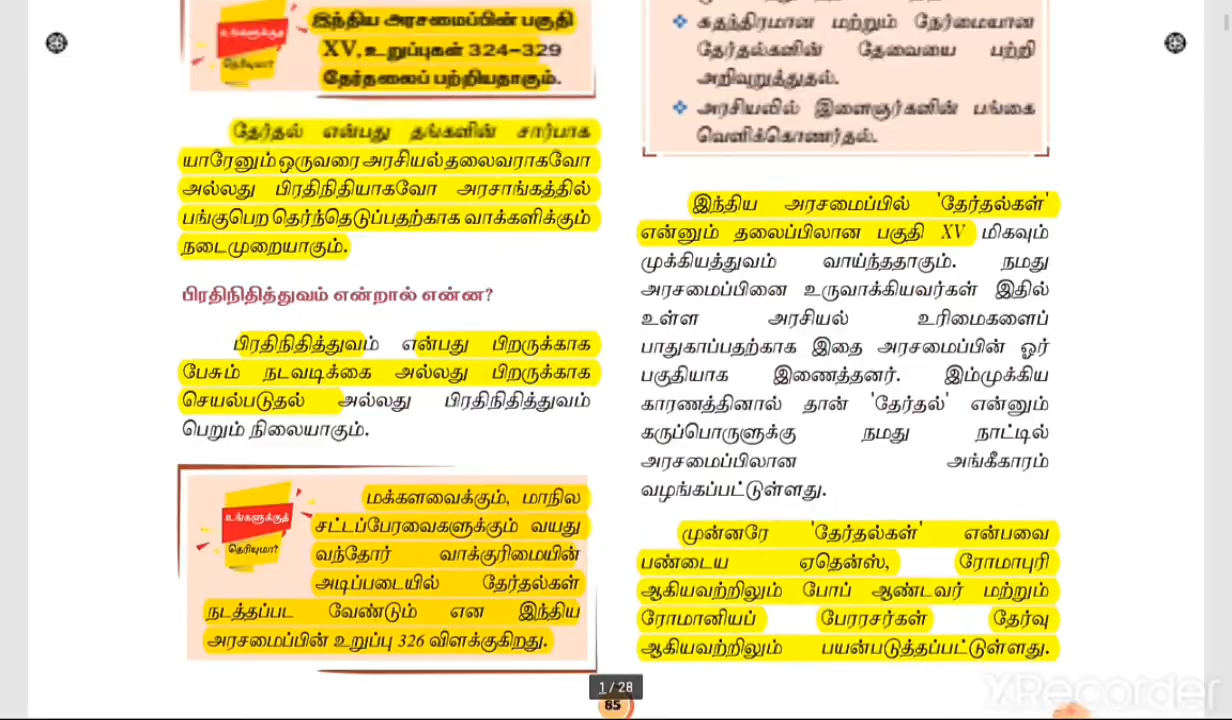 உங்களுக்குத்
தெரியுமா?
இந்திய அரசமைப்பின் பகுதி
XV, உறுப்புகள் 324–329
தேர்தலைப் பற்றியதாகும்.
தேர்தல் என்பது தங்களின் சார்பாக
யாரேனும் ஒருவரை அரசியல் தலைவராகவோ
அல்லது பிரதிநிதியாகவோ அரசாங்கத்தில்
பங்குபெற தெர்ந்தெடுப்பதற்காக வாக்களிக்கும்
நடைமுறையாகும்.
பிரதிநிதித்துவம் என்றால் என்ன?
பிரதிநிதித்துவம் என்பது பிறருக்காக
பேசும் நடவடிக்கை அல்லது பிறருக்காக
செயல்படுதல் அல்லது பிரதிநிதித்துவம்
பெறும் நிலையாகும்.
உங்களுக்குத்
தெரியுமா?
மக்களவைக்கும், மாநில
சட்டப்பேரவைகளுக்கும் வயது
வந்தோர் வாக்குரிமையின்
அடிப்படையில் தேர்தல்கள்
நடத்தப்பட வேண்டும் என இந்திய
அரசமைப்பின் உறுப்பு 326 விளக்குகிறது.
சுதந்திரமான மற்றும் நேர்மையான
தேர்தல்களின் தேவையை பற்றி
அறிவுறுத்துதல்.
அரசியலில் இளைஞர்களின் பங்கை
வெளிக்கொணர்தல்.
இந்திய அரசமைப்பில் 'தேர்தல்கள்'
என்னும் தலைப்பிலான பகுதி XV மிகவும்
முக்கியத்துவம் வாய்ந்ததாகும். நமது
அரசமைப்பினை உருவாக்கியவர்கள் இதில்
உள்ள அரசியல் உரிமைகளைப்
பாதுகாப்பதற்காக இதை அரசமைப்பின் ஓர்
பகுதியாக இணைத்தனர். இம்முக்கிய
காரணத்தினால் தான் 'தேர்தல்' என்னும்
கருப்பொருளுக்கு நமது நாட்டில்
அரசமைப்பிலான அங்கீகாரம்
வழங்கப்பட்டுள்ளது.
முன்னரே 'தேர்தல்கள்' என்பவை
பண்டைய ஏதென்ஸ், ரோமாபுரி
ஆகியவற்றிலும் போப் ஆண்டவர் மற்றும்
ரோமானியப் பேரரசர்கள் தேர்வு
ஆகியவற்றிலும் பயன்படுத்தப்பட்டுள்ளது.
1 / 28
85
XRecorder